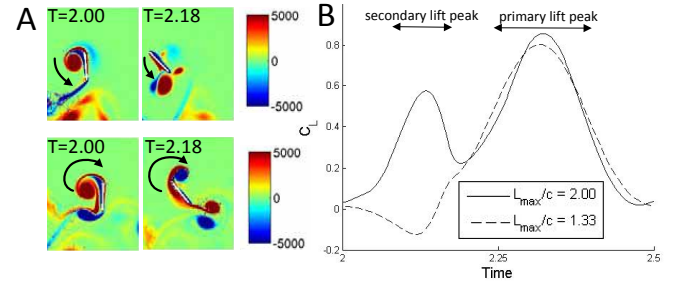 A
T=2.00
T=2.18
5000
0
-5000
T=2.00
T=2.18
5000
0
-5000
B
secondary lift peak
primary lift peak
C_L
0.8
0.6
0.4
0.2
0
-0.2
2
2.25
2.5
Time
L_max/c = 2.00
L_max/c = 1.33